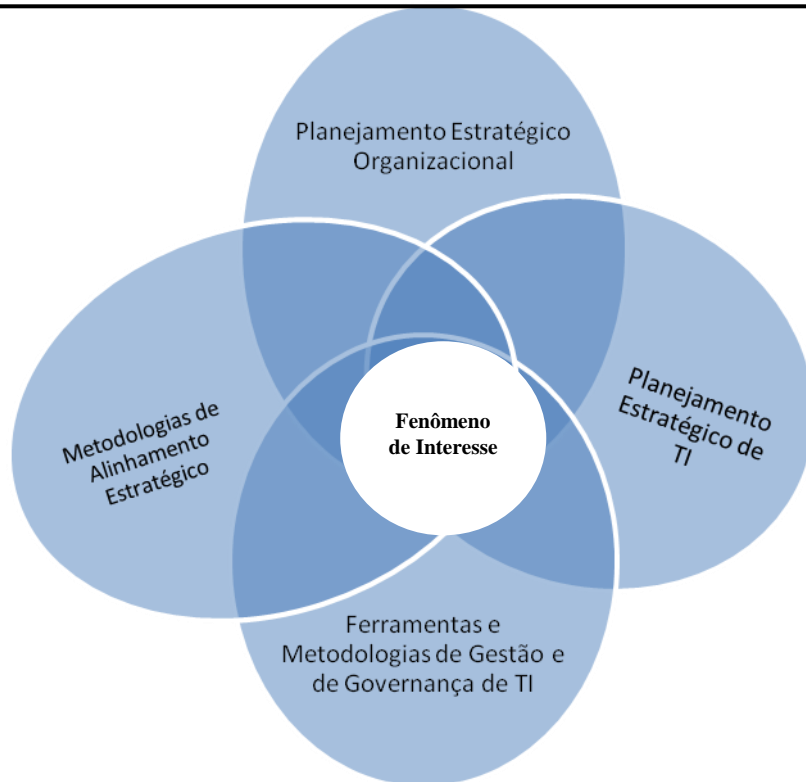 Planejamento Estratégico
Organizacional
Planejamento
Estratégico de
TI
Fenômeno
de Interesse
Metodologias de
Alinhamento
Estratégico
Ferramentas e
Metodologias de Gestão e
de Governança de TI